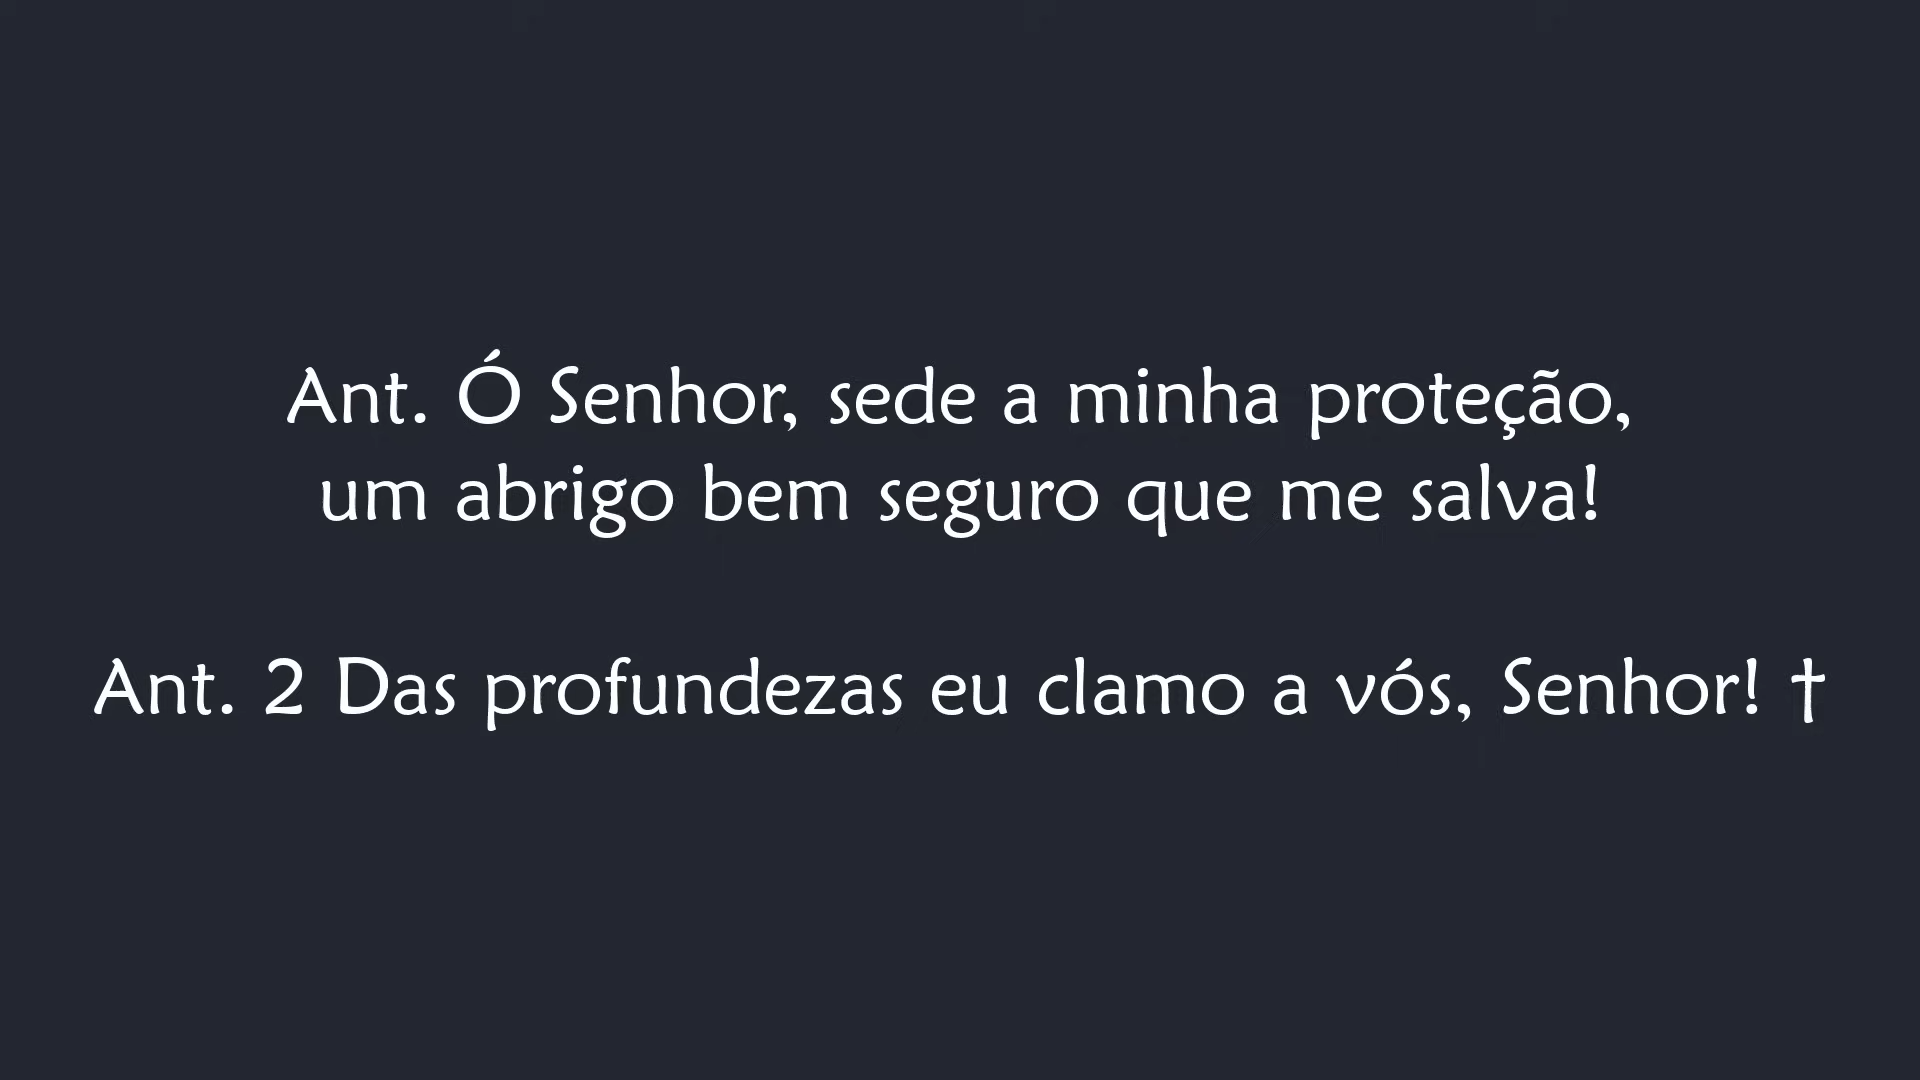 Ant. Ó Senhor, sede a minha proteção,
um abrigo bem seguro que me salva!
Ant. 2 Das profundezas eu clamo a vós, Senhor! †